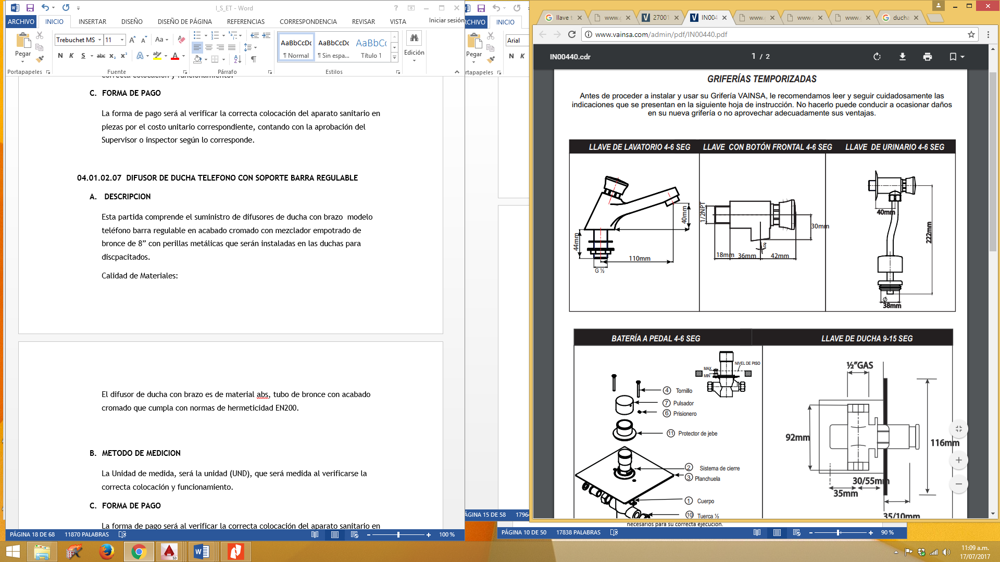 I_S_ET - Word
ARCHIVO INICIO INSERTAR DISEÑO DISEÑO DE PÁGINA REFERENCIAS CORRESPONDENCIA REVISAR VISTA Iniciar sesión
Pegar
Trebuchet MS 11
N K S abc x₂ x²
Aa
AaBbCcDc AaBbCcDc AaBbCc
¶ Normal ¶ Sin espa... Título 1
Edición
Portapapeles Fuente Párrafo Estilos
correcta colocación y funcionamiento.
C. FORMA DE PAGO
La forma de pago será al verificar la correcta colocación del aparato sanitario en
piezas por el costo unitario correspondiente, contando con la aprobación del
Supervisor o inspector según lo corresponde.
04.01.02.07 DIFUSOR DE DUCHA TELEFONO CON SOPORTE BARRA REGULABLE
A. DESCRIPCION
Esta partida comprende el suministro de difusores de ducha con brazo modelo
teléfono barra regulable en acabado cromado con mezclador empotrado de
bronce de 8” con perillas metálicas que serán instaladas en las duchas para
discpacitados.
Calidad de Materiales:
El difusor de ducha con brazo es de material abs, tubo de bronce con acabado
cromado que cumpla con normas de hermeticidad EN200.
B. METODO DE MEDICION
La Unidad de medida, será la unidad (UND), que será medida al verificarse la
correcta colocación y funcionamiento.
C. FORMA DE PAGO
La forma de pago será al verificar la correcta colocación del aparato sanitario en
PÁGINA 18 DE 68 11870 PALABRAS 100 %
RCHIVO INICIO
Pegar
Arial
N K
Portapapeles
ÁGINA 15 DE 58 17964
necesarios para su correcta ejecución.
PÁGINA 10 DE 50 17838 PALABRAS 90 %
llave t www.g 27001 IN004 www. www. www. ducha
www.vainsa.com/admin/pdf/IN00440.pdf
IN00440.cdr 1 / 2
GRIFERÍAS TEMPORIZADAS
Antes de proceder a instalar y usar su Grifería VAINSA, le recomendamos leer y seguir cuidadosamente las
indicaciones que se presentan en la siguiente hoja de instrucción. No hacerlo puede conducir a ocasionar daños
en su nueva grifería o no aprovechar adecuadamente sus ventajas.
LLAVE DE LAVATORIO 4-6 SEG LLAVE CON BOTÓN FRONTAL 4-6 SEG LLAVE DE URINARIO 4-6 SEG
44mm
110mm
40mm
G ½
1/2NPT
30mm
8
18mm 36mm 42mm
40mm
222mm
Ø
38mm
BATERÍA A PEDAL 4-6 SEG LLAVE DE DUCHA 9-15 SEG
NIVEL DE PISO
MAX
MIN
4 Tornillo
7 Pulsador
6 Prisionero
11 Protector de jebe
2 Sistema de cierre
3 Planchuela
1 Cuerpo
10 Tuerca ½
½”GAS
92mm
116mm
30/55mm
35mm
35/10mm
11:09 a.m.
17/07/2017